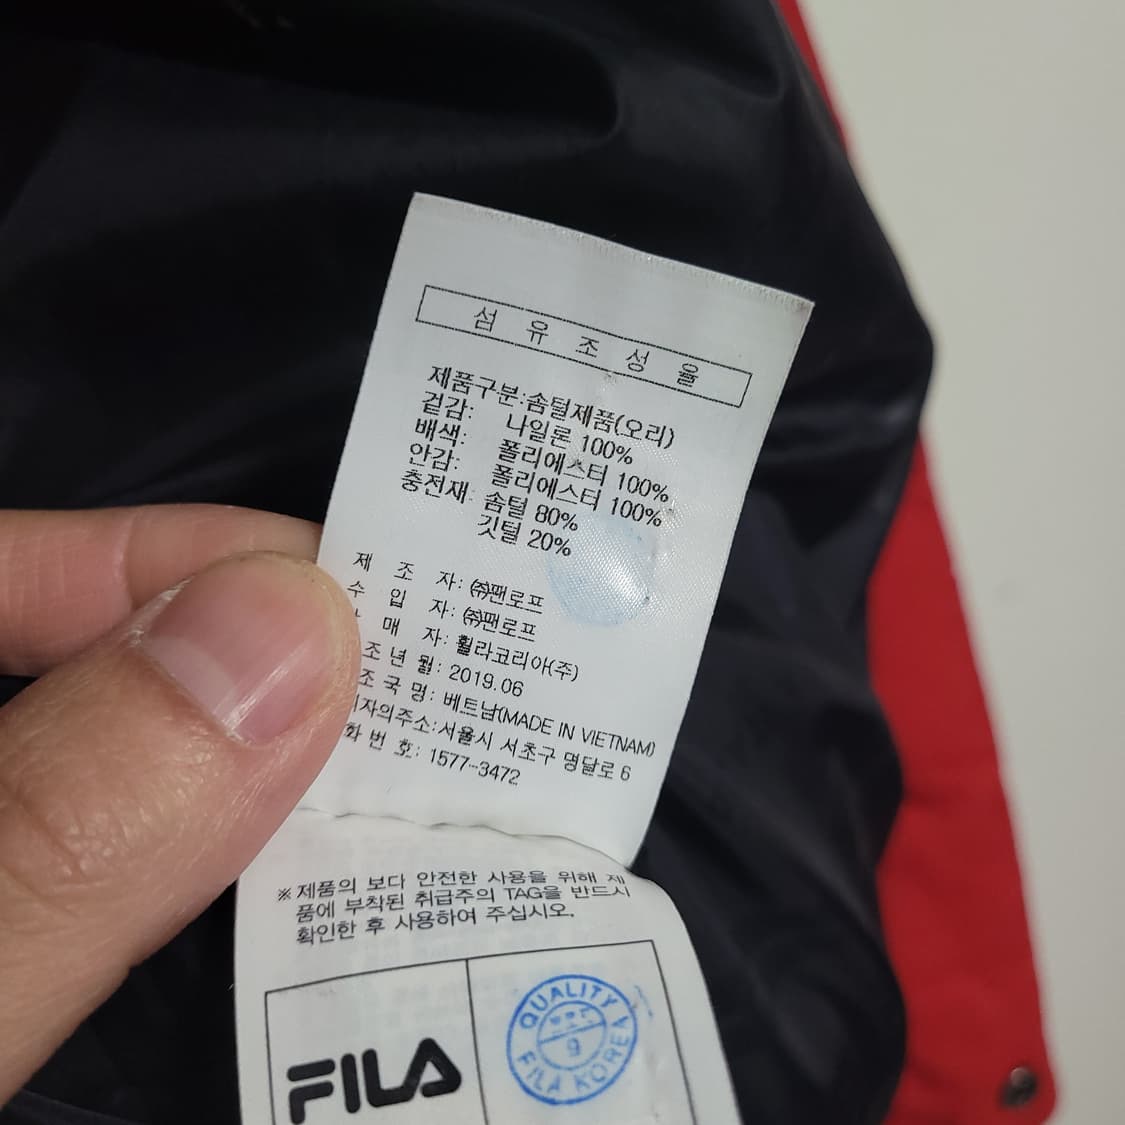 섬 유 조 성 율
제품구분:솜털제품(오리)
겉감: 나일론 100%
배색: 폴리에스터 100%
안감: 폴리에스터 100%
충전재: 솜털 80%
깃털 20%
제 조 자: ㈜팬로프
수 입 자: ㈜팬로프
매 자: 휠라코리아(주)
조 년 월: 2019.06
조 국 명: 베트남(MADE IN VIETNAM)
자의주소:서울시 서초구 명달로 6
화 번 호: 1577-3472
※ 제품의 보다 안전한 사용을 위해 제
품에 부착된 취급주의 TAG을 반드시
확인한 후 사용하여 주십시오.
FILA
QUALITY
9
FILA KOREA